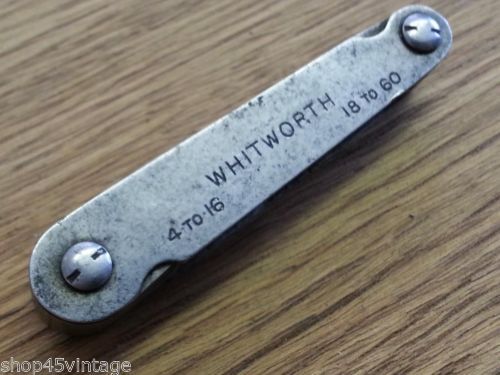 WHITWORTH
4-TO-16
18 TO 60
shop45vintage